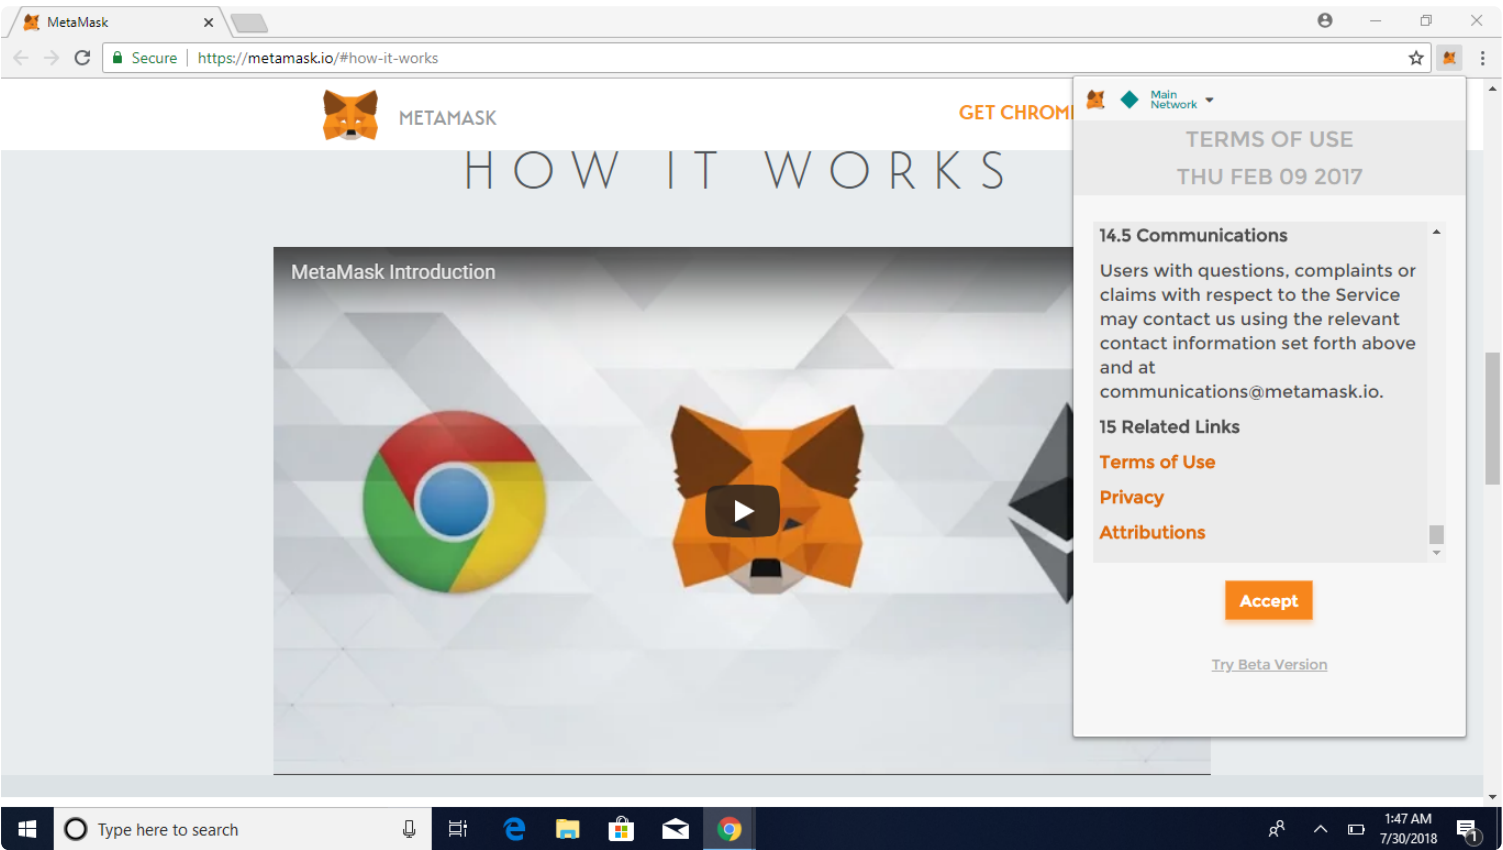 MetaMask
Secure
https://metamask.io/#how-it-works
METAMASK
GET CHROM
HOW IT WORKS
MetaMask Introduction
Main
Network
TERMS OF USE
THU FEB 09 2017
14.5 Communications
Users with questions, complaints or
claims with respect to the Service
may contact us using the relevant
contact information set forth above
and at
communications@metamask.io.
15 Related Links
Terms of Use
Privacy
Attributions
Accept
Try Beta Version
Type here to search
1:47 AM
7/30/2018
1